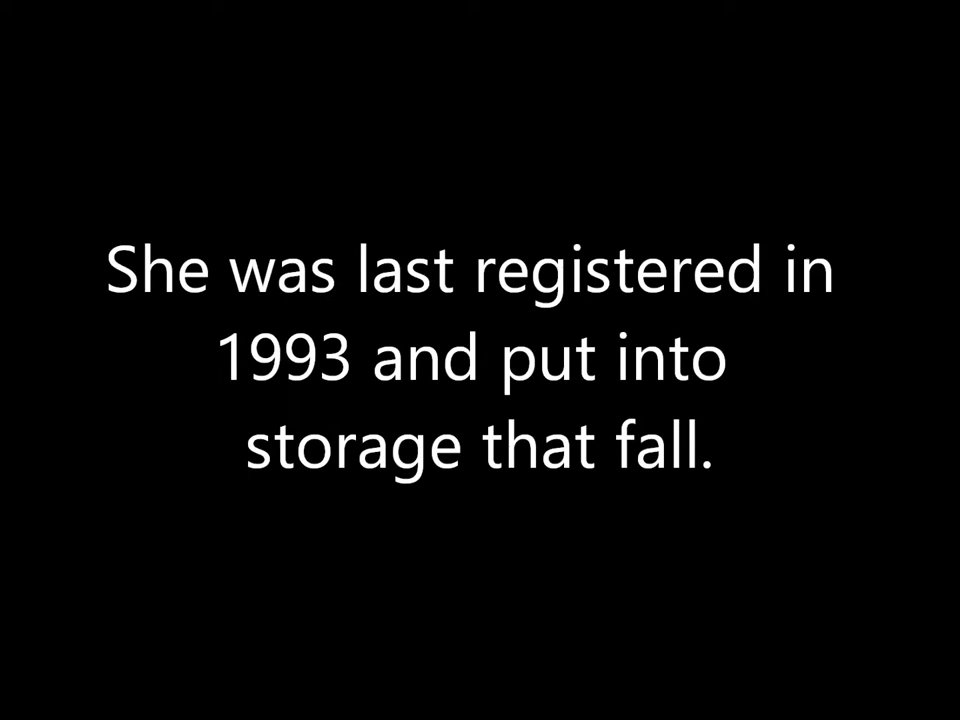 She was last registered in
1993 and put into
storage that fall.